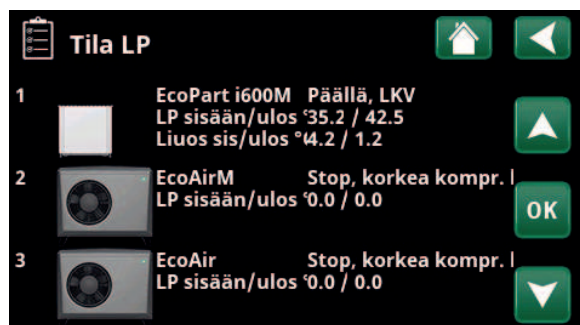 Tila LP
1 EcoPart i600M Päällä, LKV
LP sisään/ulos °35.2 / 42.5
Liuos sis/ulos °(4.2 / 1.2
2 EcoAirM Stop, korkea kompr. l
LP sisään/ulos °0.0 / 0.0
OK
3 EcoAir Stop, korkea kompr. l
LP sisään/ulos °0.0 / 0.0